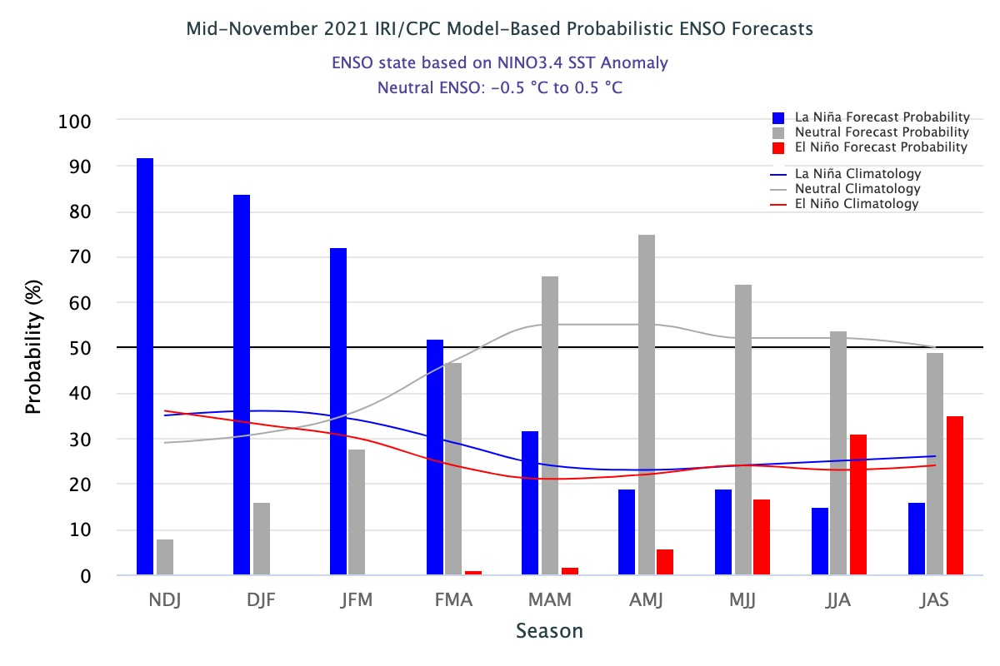 Mid-November 2021 IRI/CPC Model-Based Probabilistic ENSO Forecasts
ENSO state based on NINO3.4 SST Anomaly
Neutral ENSO: -0.5 °C to 0.5 °C
La Niña Forecast Probability
Neutral Forecast Probability
El Niño Forecast Probability
La Niña Climatology
Neutral Climatology
El Niño Climatology
Probability (%)
100
90
80
70
60
50
40
30
20
10
0
NDJ DJF JFM FMA MAM AMJ MJJ JJA JAS
Season